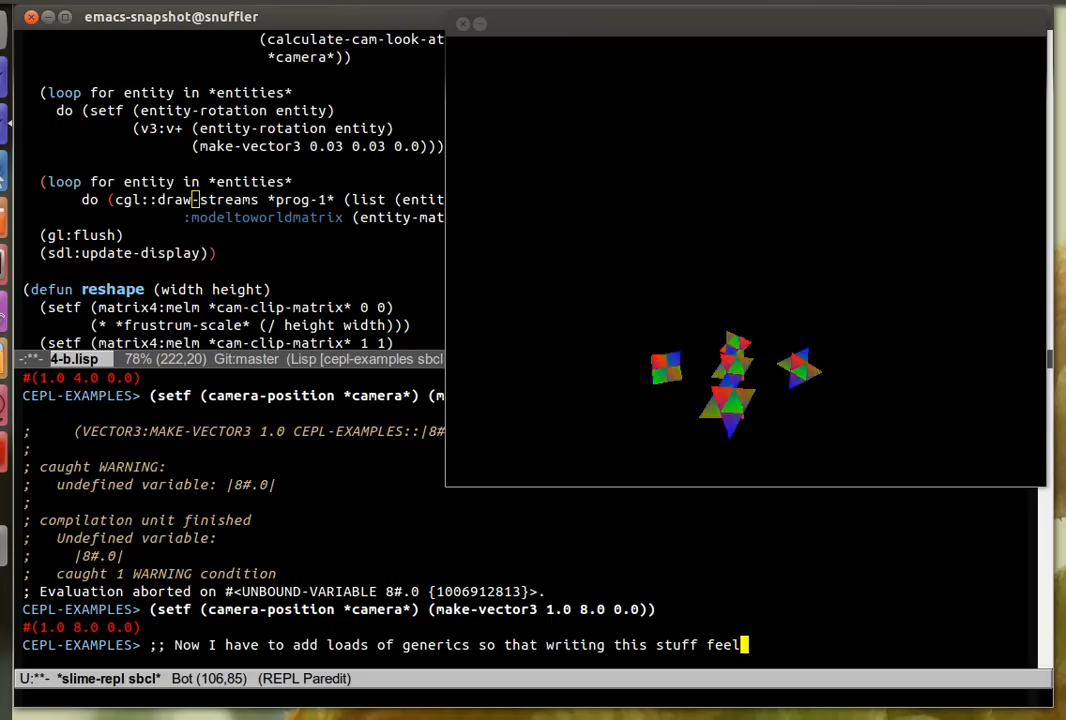 emacs-snapshot@snuffler
(calculate-cam-look-at
*camera*))
(loop for entity in *entities*
do (setf (entity-rotation entity)
(v3:v+ (entity-rotation entity)
(make-vector3 0.03 0.03 0.0)))
(loop for entity in *entities*
do (cgl::draw-streams *prog-1* (list (entit
:modeltoworldmatrix (entity-mat
(gl:flush)
(sdl:update-display))
(defun reshape (width height)
(setf (matrix4:melm *cam-clip-matrix* 0 0)
(* *frustrum-scale* (/ height width)))
(setf (matrix4:melm *cam-clip-matrix* 1 1)
-:**- 4-b.lisp 78% (222,20) Git:master (Lisp [cepl-examples sbcl
#(1.0 4.0 0.0)
CEPL-EXAMPLES> (setf (camera-position *camera*) (m
; (VECTOR3:MAKE-VECTOR3 1.0 CEPL-EXAMPLES::|8#
;
; caught WARNING:
; undefined variable: |8#.0|
;
; compilation unit finished
; Undefined variable:
; |8#.0|
; caught 1 WARNING condition
; Evaluation aborted on #<UNBOUND-VARIABLE 8#.0 {1006912813}>.
CEPL-EXAMPLES> (setf (camera-position *camera*) (make-vector3 1.0 8.0 0.0))
#(1.0 8.0 0.0)
CEPL-EXAMPLES> ;; Now I have to add loads of generics so that writing this stuff feel
U:**- *slime-repl sbcl* Bot (106,85) (REPL Paredit)